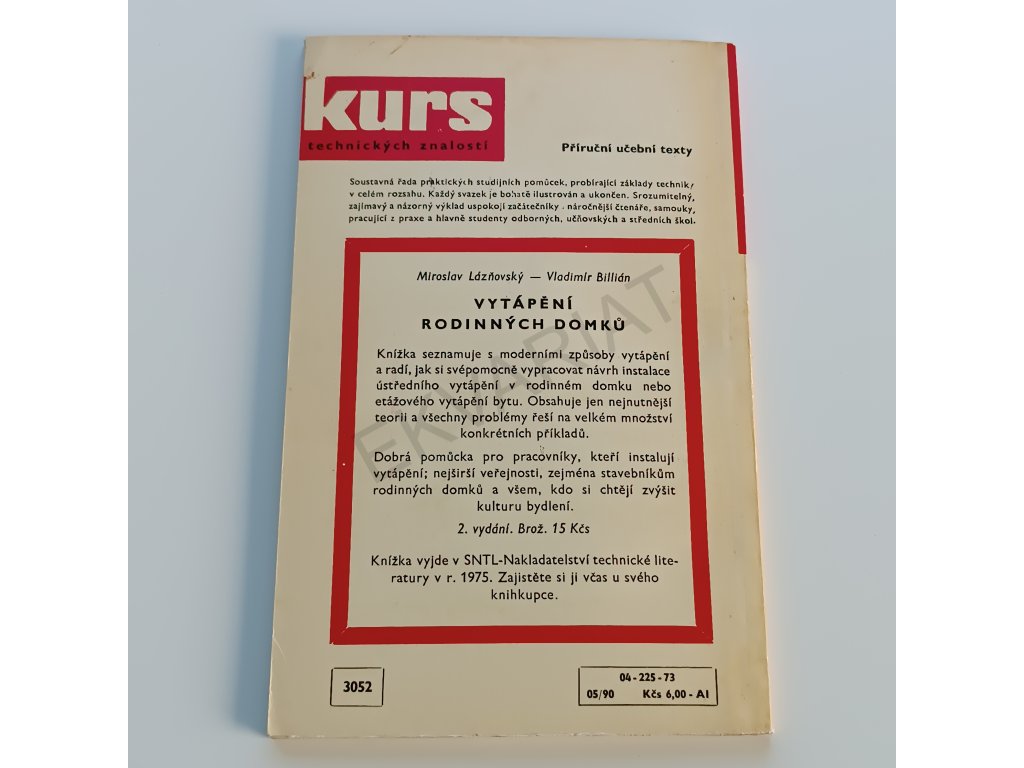 kurs
technických znalostí
Příruční učební texty
Soustavná řada praktických studijních pomůcek, probírající základy techniky
v celém rozsahu. Každý svazek je bohatě ilustrován a ukončen. Srozumitelný,
zajímavý a názorný výklad uspokojí začátečníky i náročnější čtenáře, samouky,
pracující z praxe a hlavně studenty odborných, učňovských a středních škol.
Miroslav Lázňovský — Vladimír Billián
VYTÁPĚNÍ
RODINNÝCH DOMKŮ
Knížka seznamuje s moderními způsoby vytápění
a radí, jak si svépomocně vypracovat návrh instalace
ústředního vytápění v rodinném domku nebo
etážového vytápění bytu. Obsahuje jen nejnutnější
teorii a všechny problémy řeší na velkém množství
konkrétních příkladů.
Dobrá pomůcka pro pracovníky, kteří instalují
vytápění; nejširší veřejnosti, zejména stavebníkům
rodinných domků a všem, kdo si chtějí zvýšit
kulturu bydlení.
2. vydání. Brož. 15 Kčs
Knížka vyjde v SNTL-Nakladatelství technické lite-
ratury v r. 1975. Zajistěte si ji včas u svého
knihkupce.
EKVARIAT
3052
04-225-73
05/90 Kčs 6,00 - AI